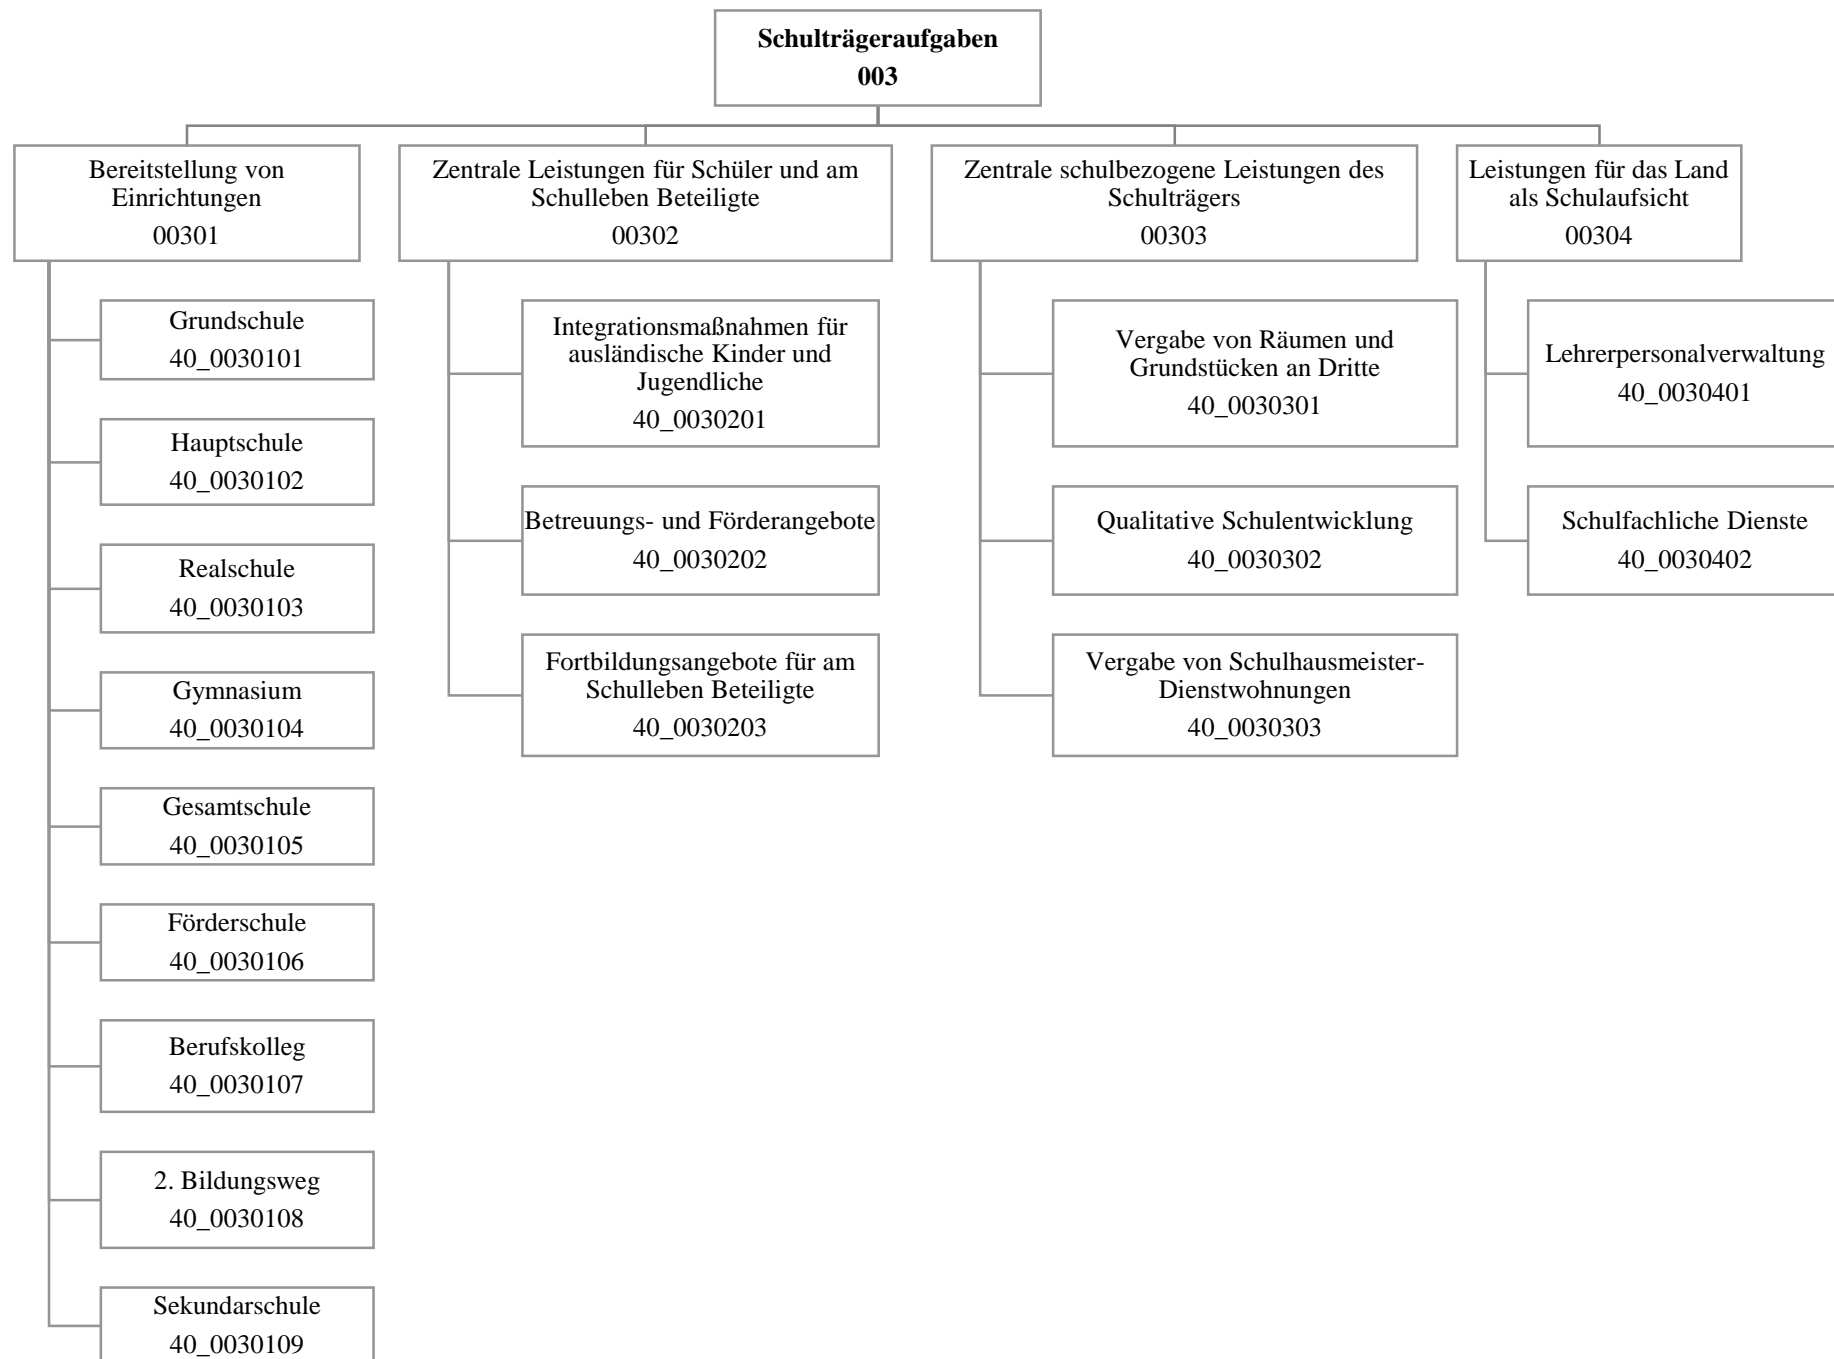 Schulträgeraufgaben
003
Bereitstellung von
Einrichtungen
00301
Grundschule
40_0030101
Hauptschule
40_0030102
Realschule
40_0030103
Gymnasium
40_0030104
Gesamtschule
40_0030105
Förderschule
40_0030106
Berufskolleg
40_0030107
2. Bildungsweg
40_0030108
Sekundarschule
40_0030109
Zentrale Leistungen für Schüler und am
Schulleben Beteiligte
00302
Integrationsmaßnahmen für
ausländische Kinder und
Jugendliche
40_0030201
Betreuungs- und Förderangebote
40_0030202
Fortbildungsangebote für am
Schulleben Beteiligte
40_0030203
Zentrale schulbezogene Leistungen des
Schulträgers
00303
Vergabe von Räumen und
Grundstücken an Dritte
40_0030301
Qualitative Schulentwicklung
40_0030302
Vergabe von Schulhausmeister-
Dienstwohnungen
40_0030303
Leistungen für das Land
als Schulaufsicht
00304
Lehrerpersonalverwaltung
40_0030401
Schulfachliche Dienste
40_0030402